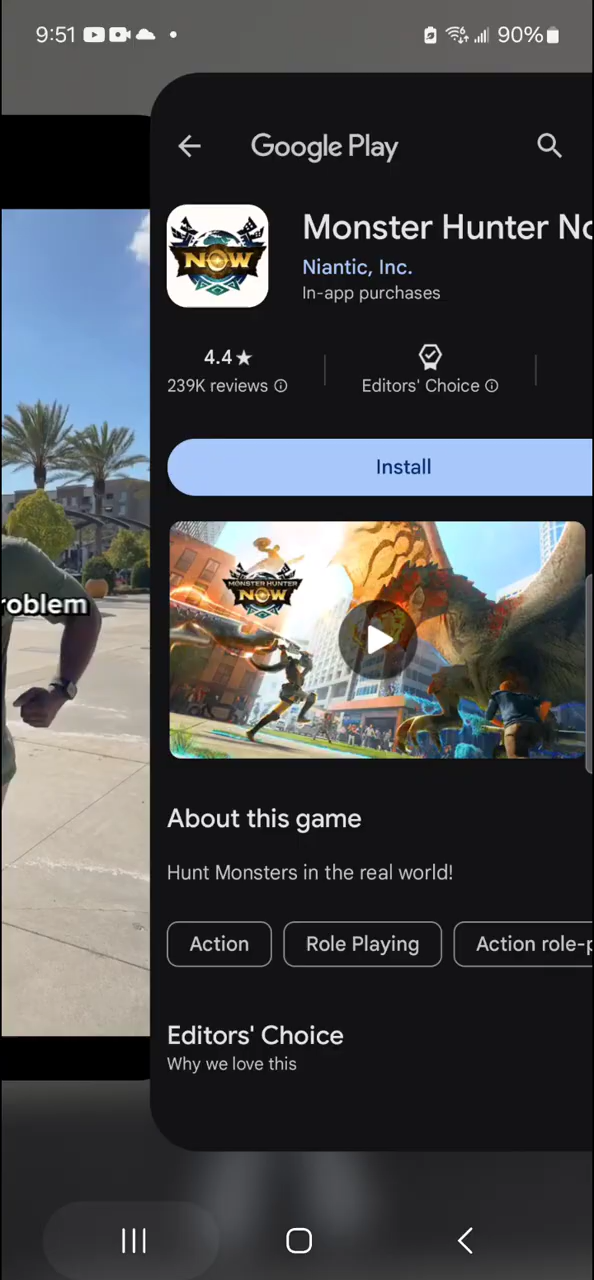 9:51
90%
Google Play
NOW
Monster Hunter No
Niantic, Inc.
In-app purchases
4.4★
239K reviews
Editors' Choice
Install
MONSTER HUNTER
NOW
roblem
About this game
Hunt Monsters in the real world!
Action
Role Playing
Action role-p
Editors' Choice
Why we love this